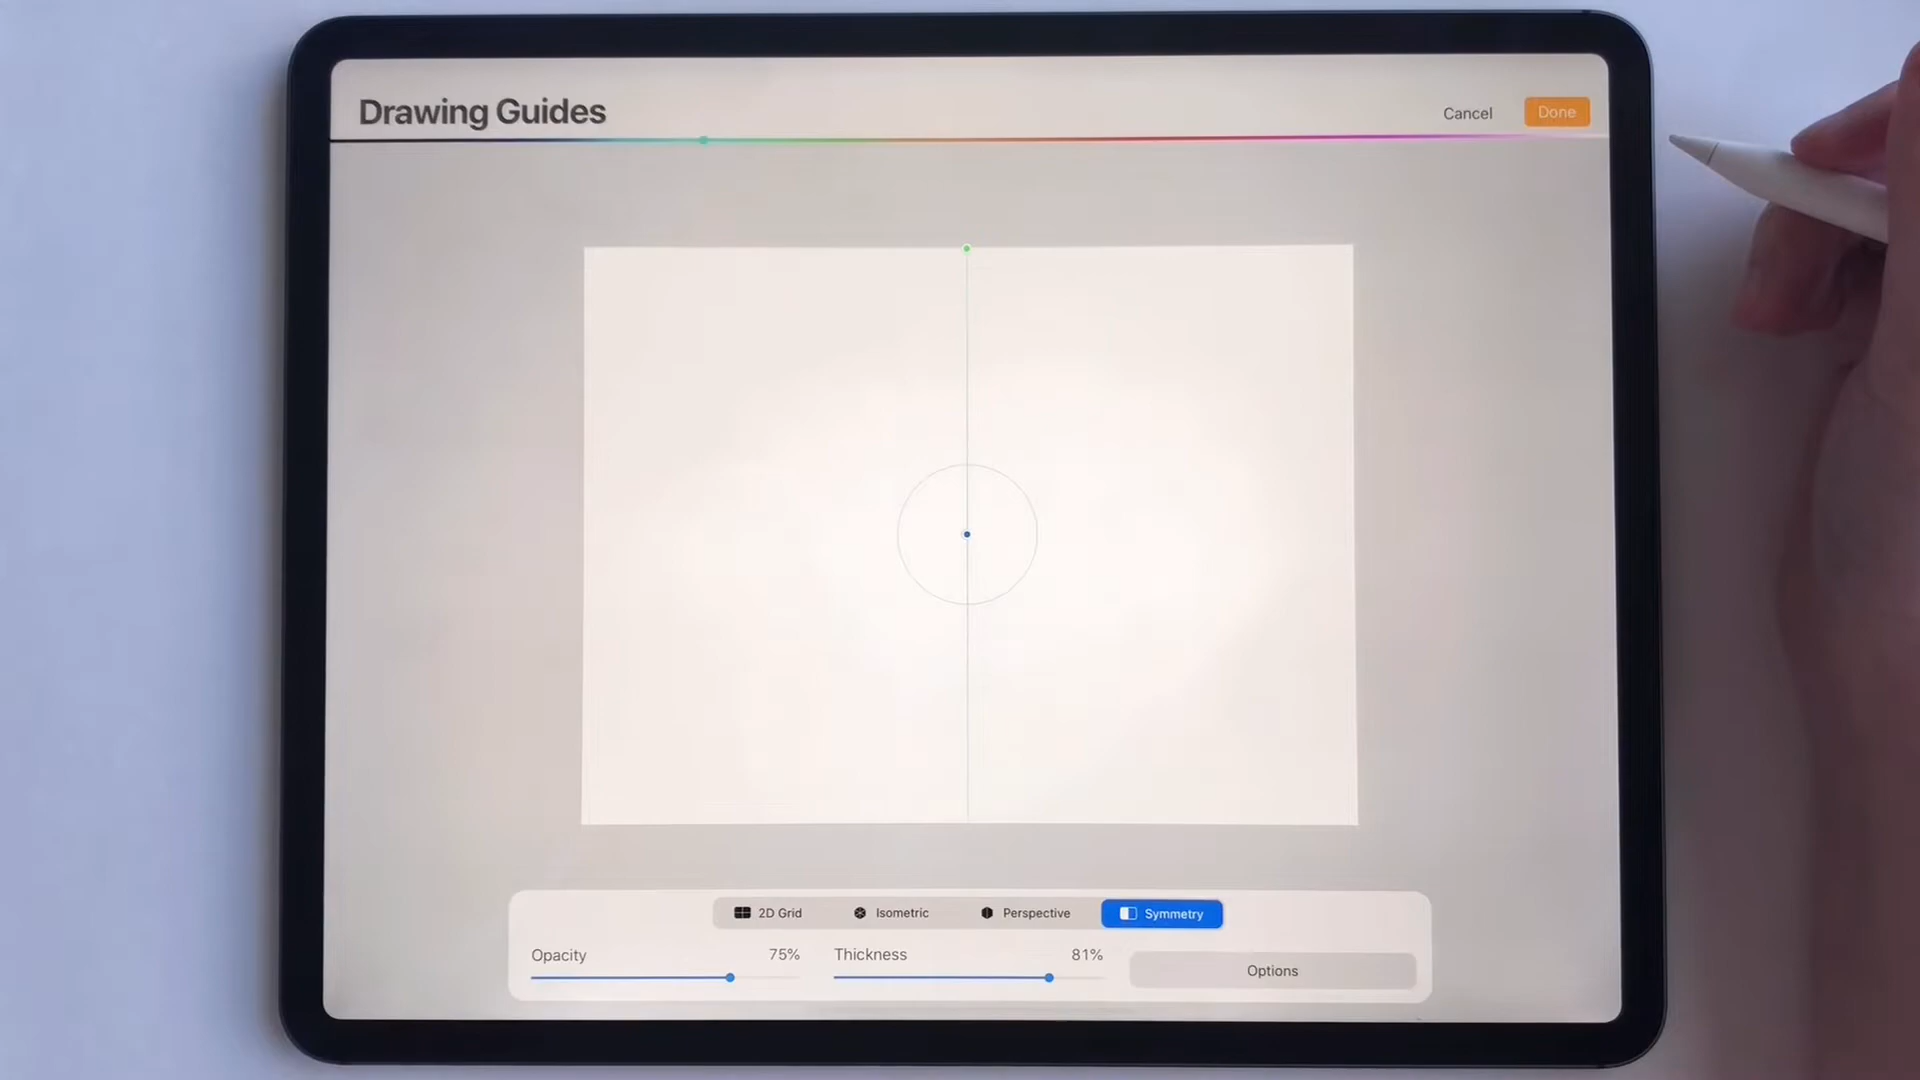 Drawing Guides
Cancel
Done
2D Grid
Isometric
Perspective
Symmetry
Opacity
75%
Thickness
81%
Options